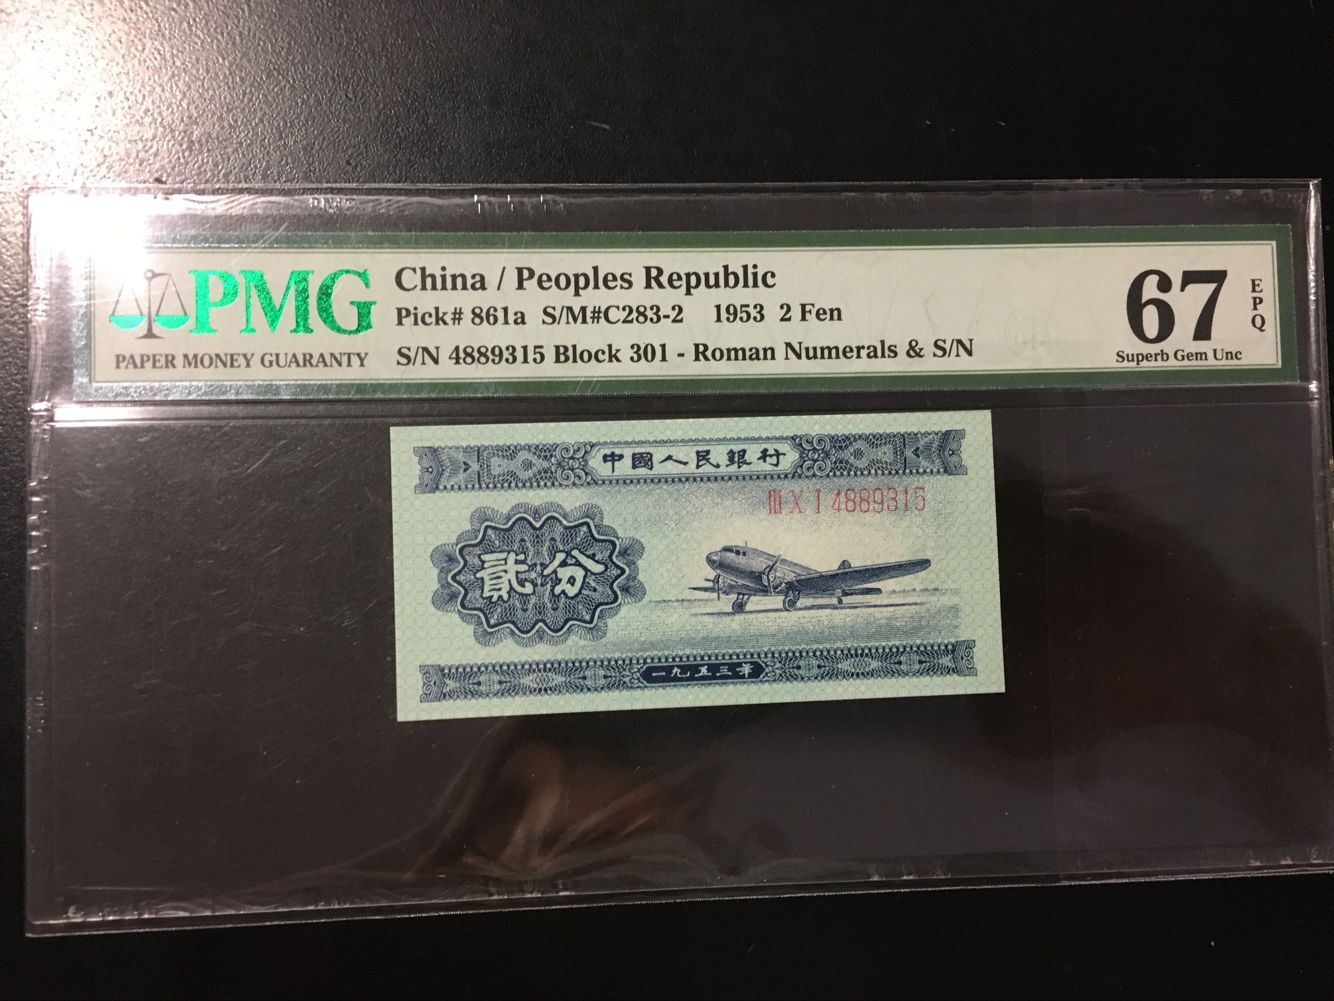 PMG
PAPER MONEY GUARANTY
China / Peoples Republic
Pick# 861a S/M#C283-2 1953 2 Fen
S/N 4889315 Block 301 - Roman Numerals & S/N
67
EPQ
Superb Gem Unc
中國人民銀行
III X I 4889315
貳分
一九五三年